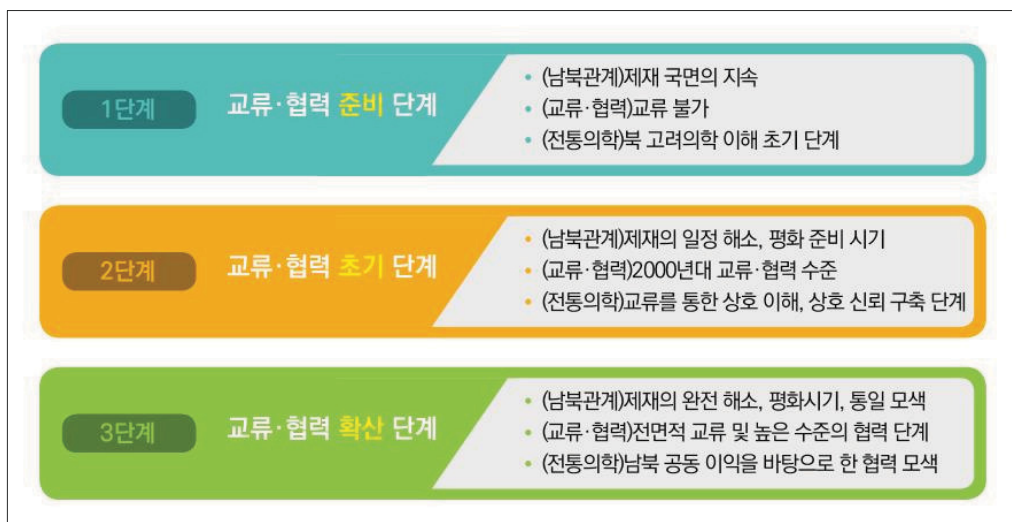 1단계
교류·협력 준비 단계
• (남북관계)제재 국면의 지속
• (교류·협력)교류 불가
• (전통의학)북 고려의학 이해 초기 단계
2단계
교류·협력 초기 단계
• (남북관계)제재의 일정 해소, 평화 준비 시기
• (교류·협력)2000년대 교류·협력 수준
• (전통의학)교류를 통한 상호 이해, 상호 신뢰 구축 단계
3단계
교류·협력 확산 단계
• (남북관계)제재의 완전 해소, 평화시기, 통일 모색
• (교류·협력)전면적 교류 및 높은 수준의 협력 단계
• (전통의학)남북 공동 이익을 바탕으로 한 협력 모색